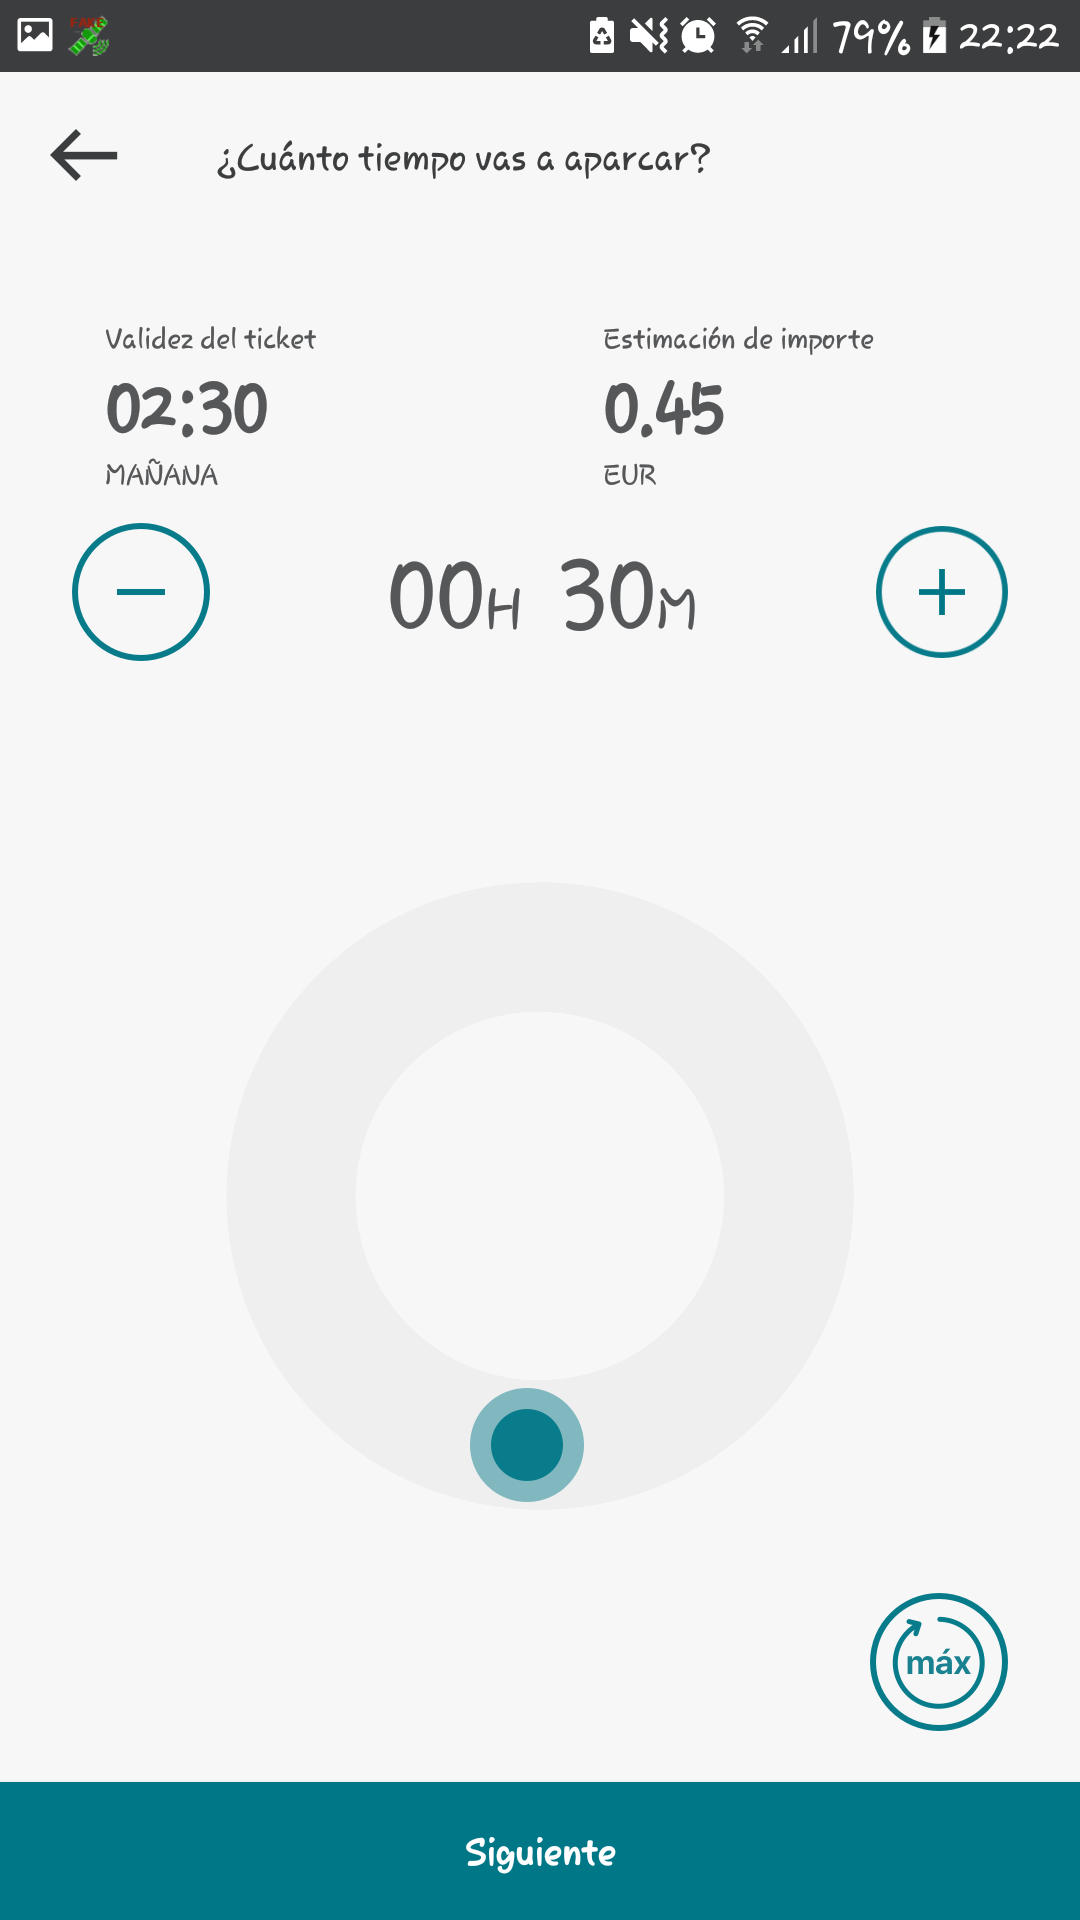 FAKE
79% 22:22
¿Cuánto tiempo vas a aparcar?
Validez del ticket
02:30
MAÑANA
Estimación de importe
0.45
EUR
00H 30M
máx
Siguiente